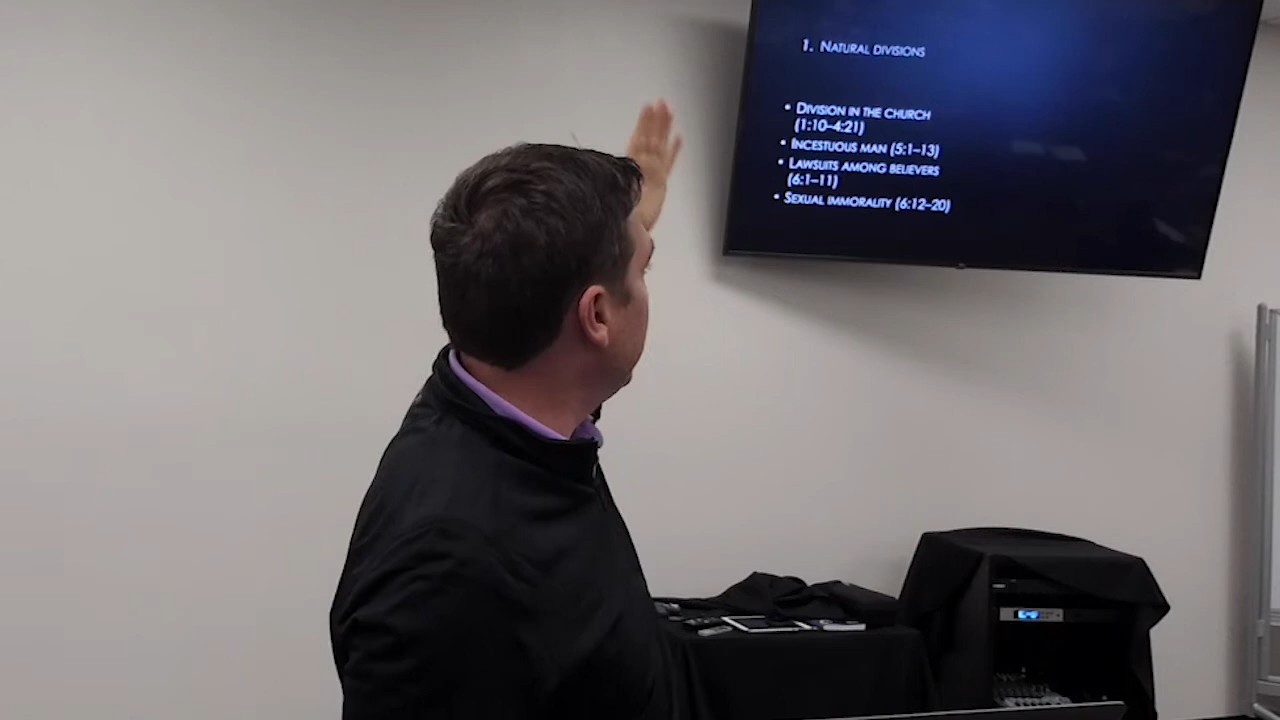 1. Natural divisions
• Division in the church
(1:10–4:21)
• Incestuous man (5:1–13)
• Lawsuits among believers
(6:1–11)
• Sexual immorality (6:12–20)